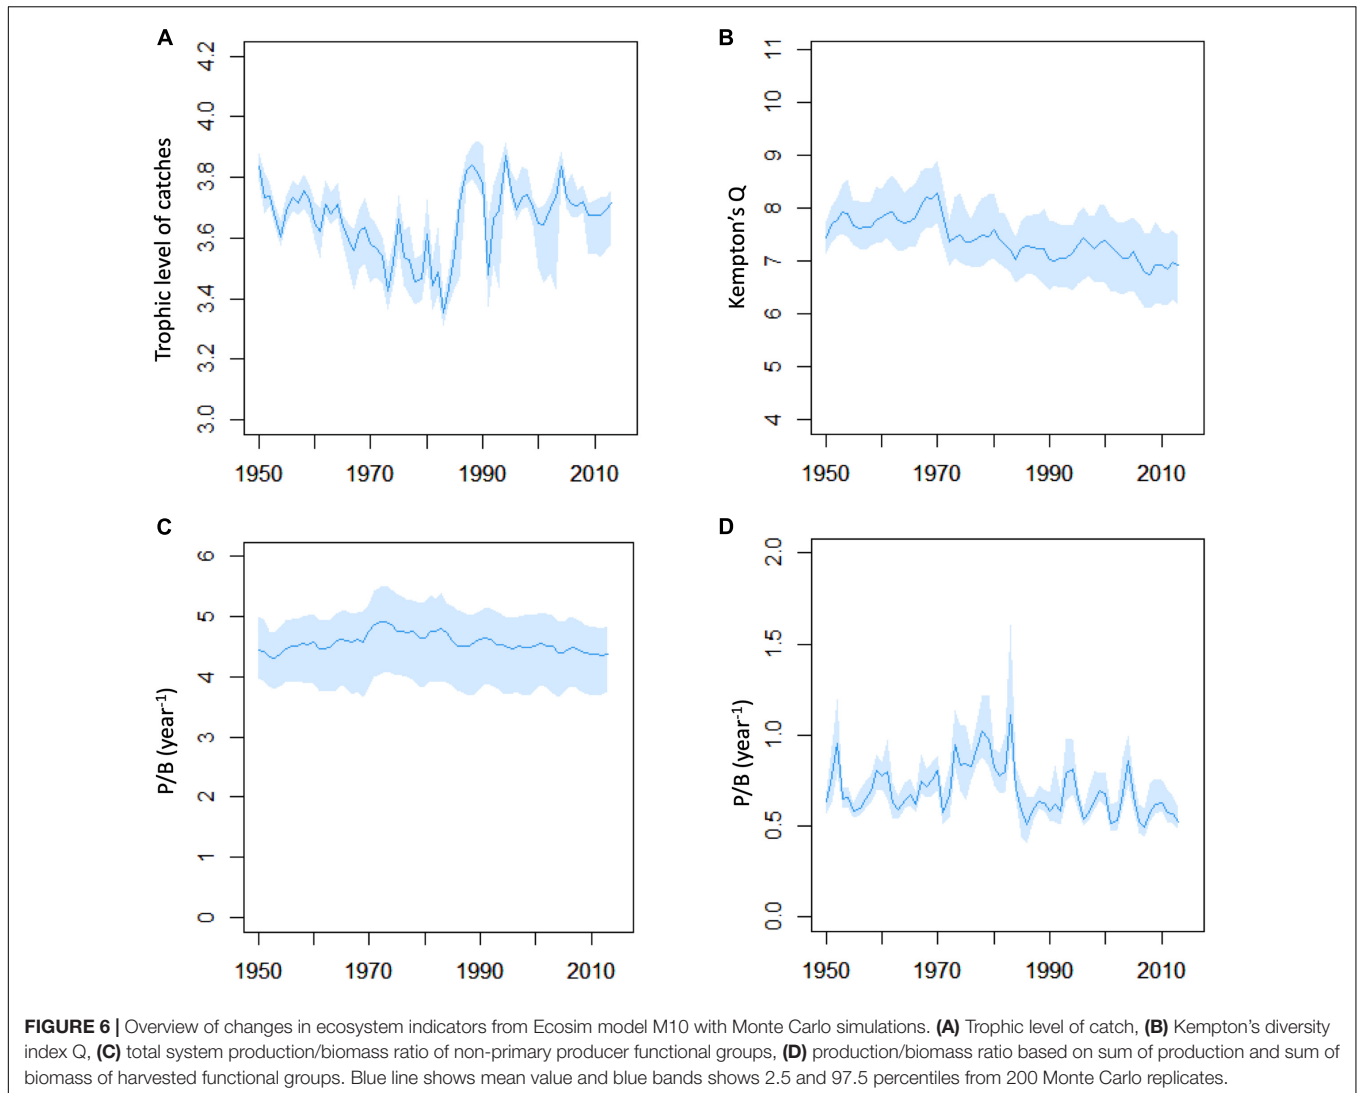 A
Trophic level of catches
4.2
4.0
3.8
3.6
3.4
3.2
3.0
1950 1970 1990 2010
B
Kempton's Q
11
10
9
8
7
6
5
4
1950 1970 1990 2010
C
P/B (year⁻¹)
6
5
4
3
2
1
0
1950 1970 1990 2010
D
P/B (year⁻¹)
2.0
1.5
1.0
0.5
0.0
1950 1970 1990 2010
FIGURE 6 | Overview of changes in ecosystem indicators from Ecosim model M10 with Monte Carlo simulations. (A) Trophic level of catch, (B) Kempton's diversity
index Q, (C) total system production/biomass ratio of non-primary producer functional groups, (D) production/biomass ratio based on sum of production and sum of
biomass of harvested functional groups. Blue line shows mean value and blue bands shows 2.5 and 97.5 percentiles from 200 Monte Carlo replicates.